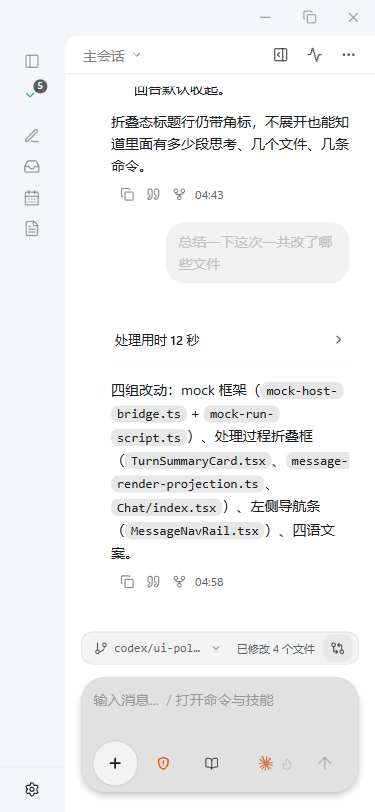 主会话
5
回答默认收起。
折叠态标题行仍带角标，不展开也能知
道里面有多少段思考、几个文件、几条
命令。
04:43
总结一下这次一共改了哪
些文件
处理用时 12 秒
四组改动：mock 框架（mock-host-
bridge.ts + mock-run-
script.ts）、处理过程折叠框
（TurnSummaryCard.tsx、message-
render-projection.ts、
Chat/index.tsx）、左侧导航条
（MessageNavRail.tsx）、四语文
案。
04:58
codex/ui-pol… 已修改 4 个文件
输入消息… / 打开命令与技能